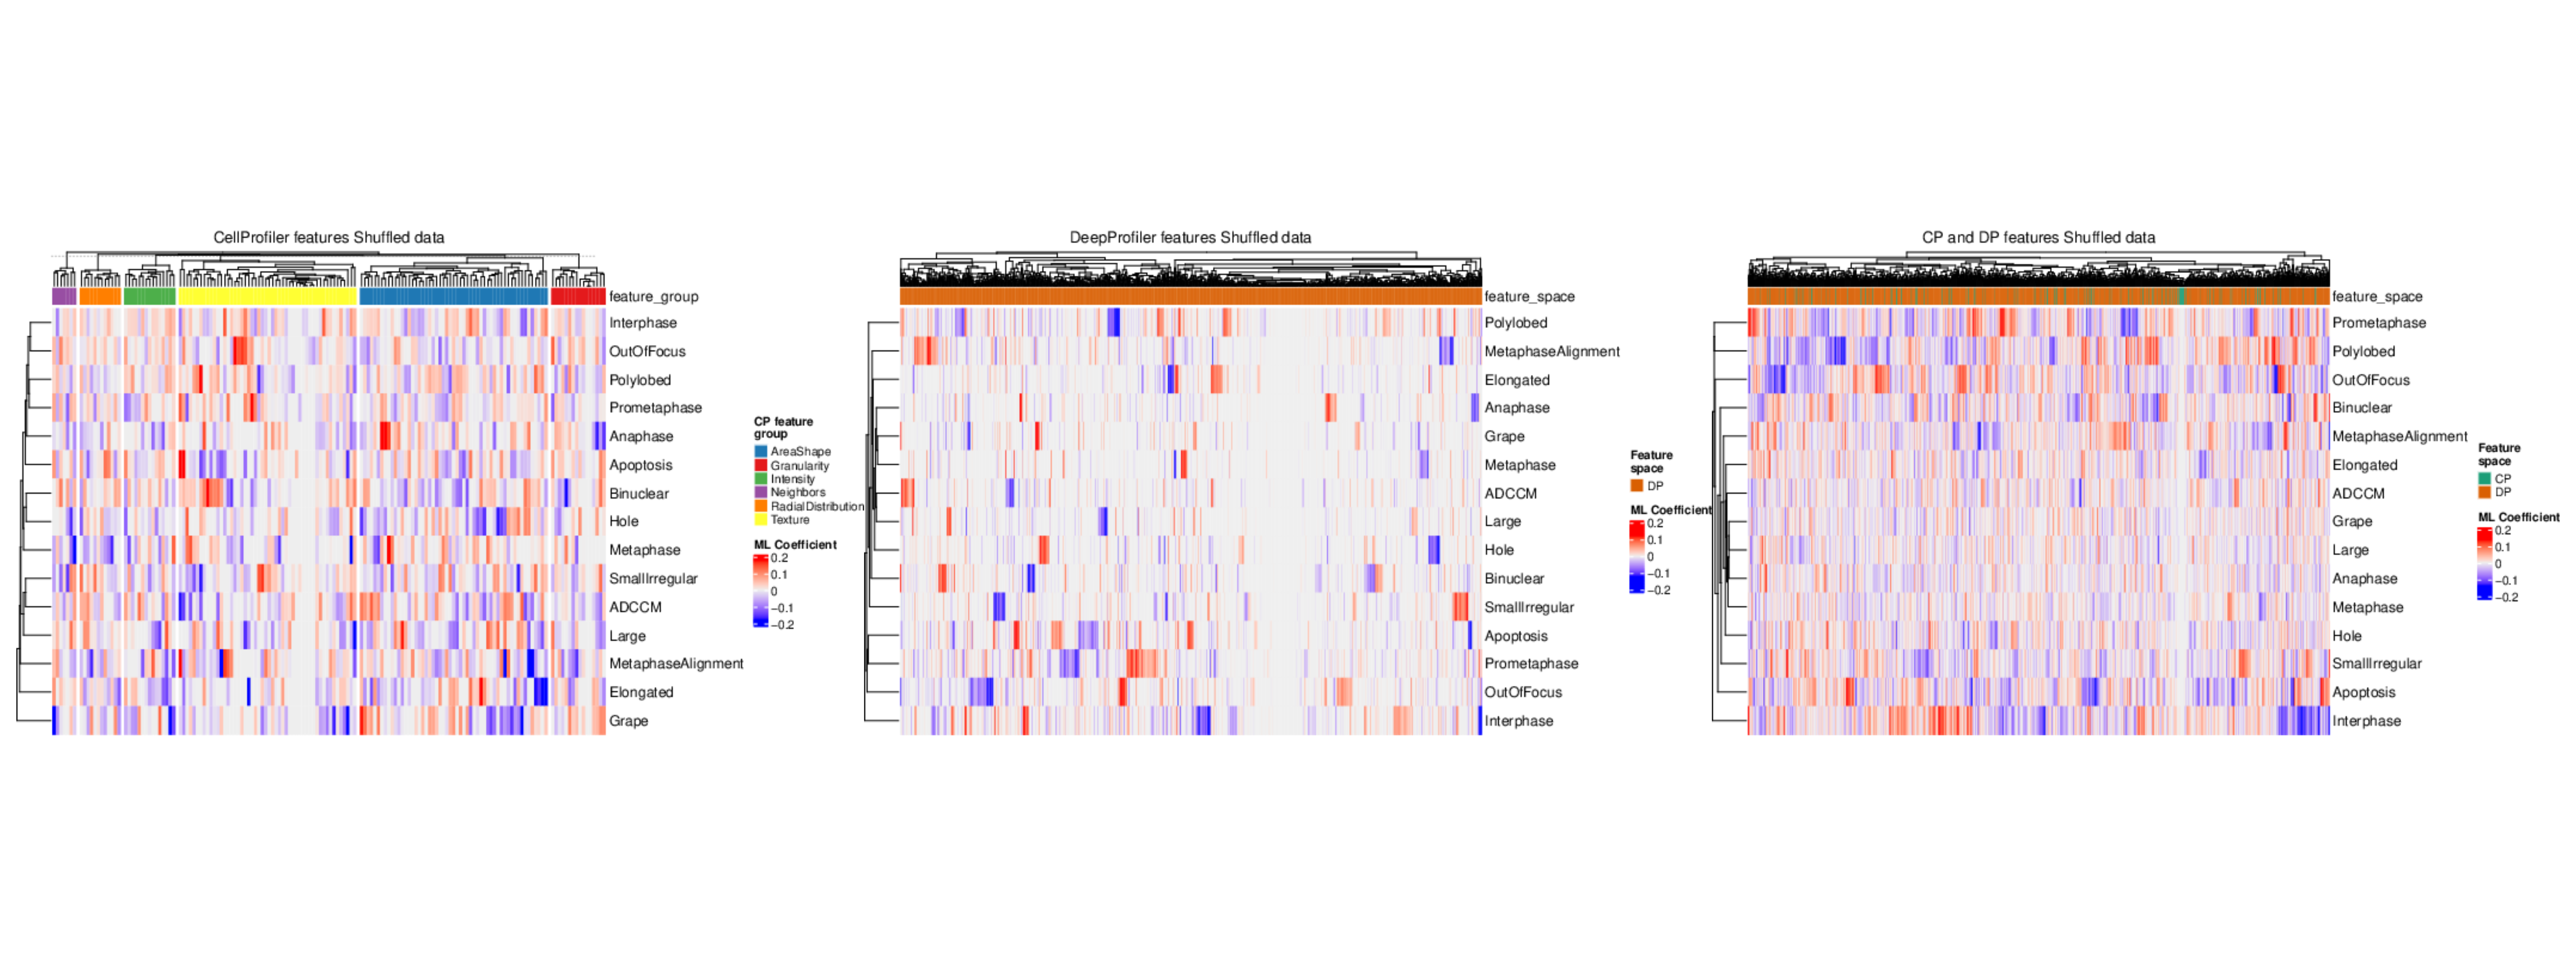 CellProfiler features Shuffled data
feature_group
Interphase
OutOfFocus
Polylobed
Prometaphase
Anaphase
Apoptosis
Binuclear
Hole
Metaphase
SmallIrregular
ADCCM
Large
MetaphaseAlignment
Elongated
Grape
CP feature
group
AreaShape
Granularity
Intensity
Neighbors
RadialDistribution
Texture
ML Coefficient
0.2
0.1
0
−0.1
−0.2
DeepProfiler features Shuffled data
feature_space
Polylobed
MetaphaseAlignment
Elongated
Anaphase
Grape
Metaphase
ADCCM
Large
Hole
Binuclear
SmallIrregular
Apoptosis
Prometaphase
OutOfFocus
Interphase
Feature
space
DP
ML Coefficient
0.2
0.1
0
−0.1
−0.2
CP and DP features Shuffled data
feature_space
Prometaphase
Polylobed
OutOfFocus
Binuclear
MetaphaseAlignment
Elongated
ADCCM
Grape
Large
Anaphase
Metaphase
Hole
SmallIrregular
Apoptosis
Interphase
Feature
space
CP
DP
ML Coefficient
0.2
0.1
0
−0.1
−0.2